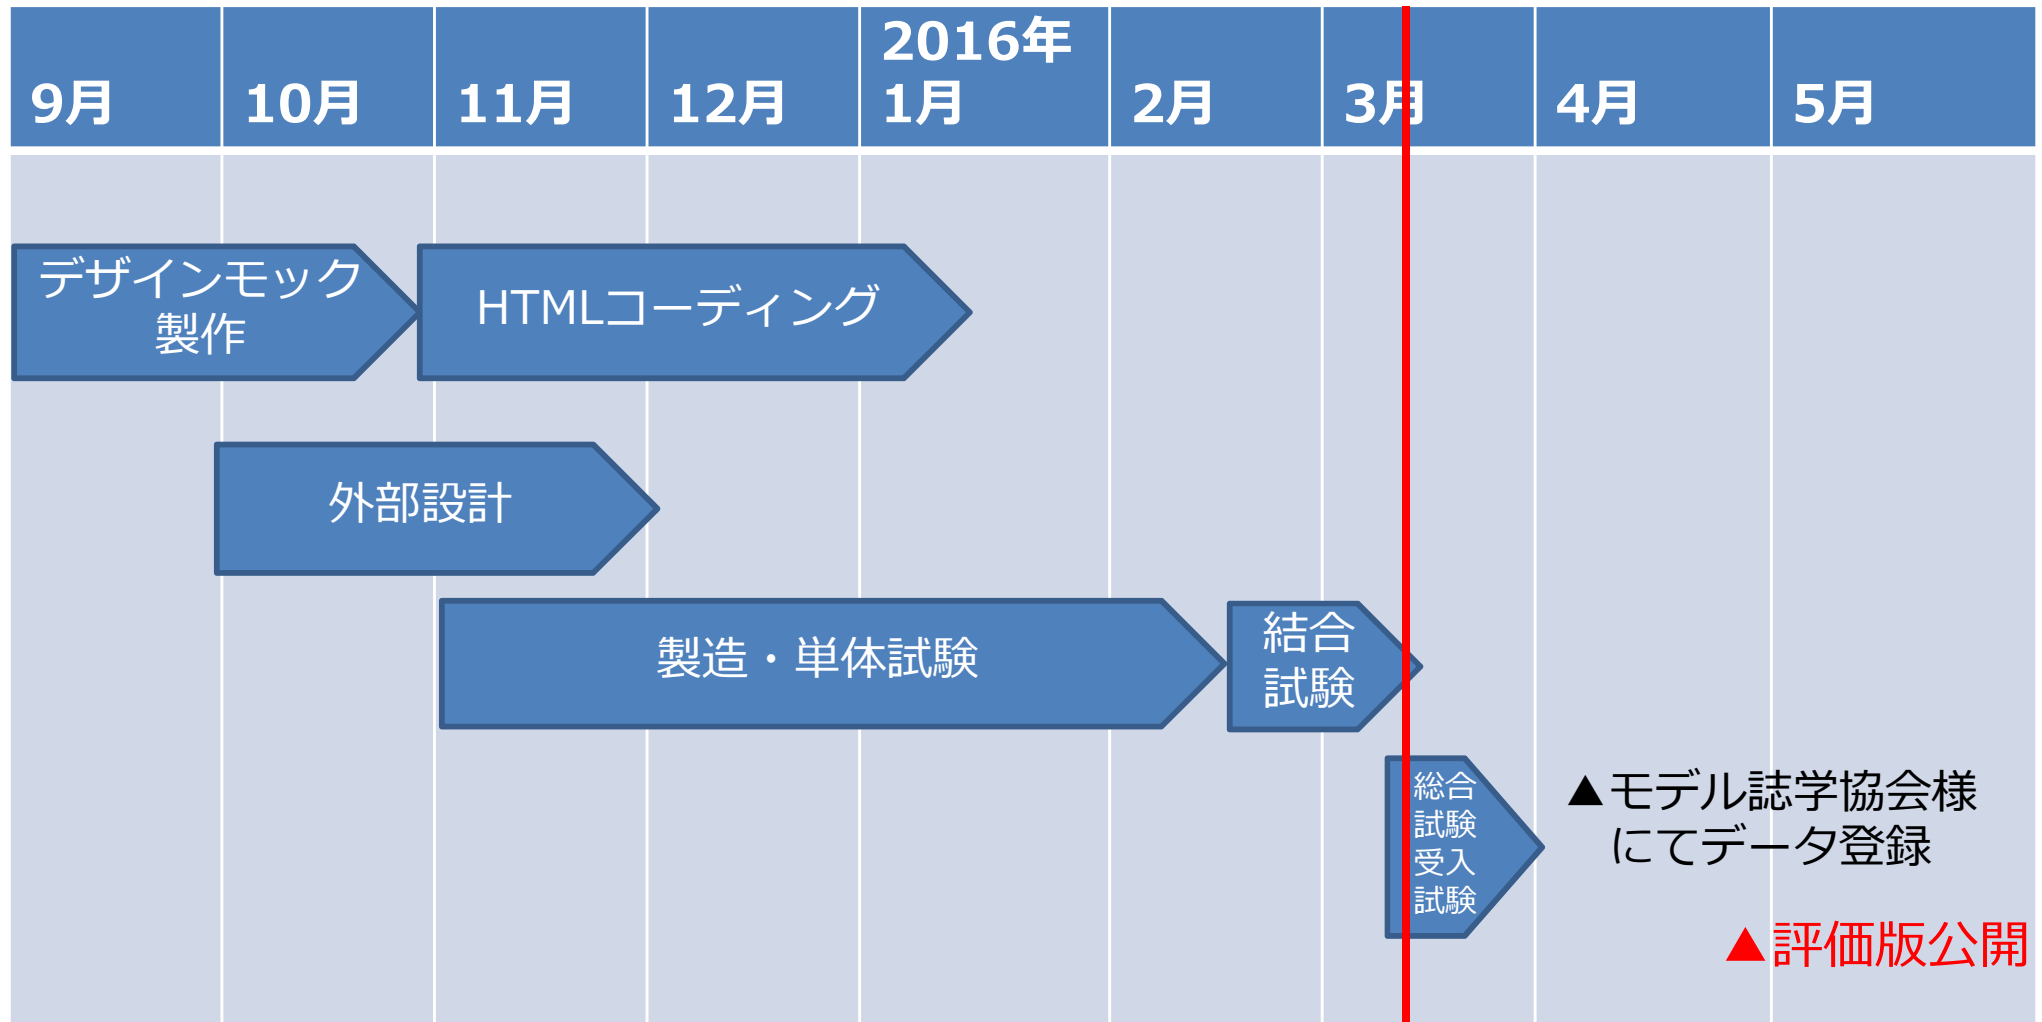 2016年
9月 10月 11月 12月 1月 2月 3月 4月 5月
デザインモック
製作
HTMLコーディング
外部設計
製造・単体試験
結合
試験
総合
試験
受入
試験
▲モデル誌学協会様
にてデータ登録
▲評価版公開